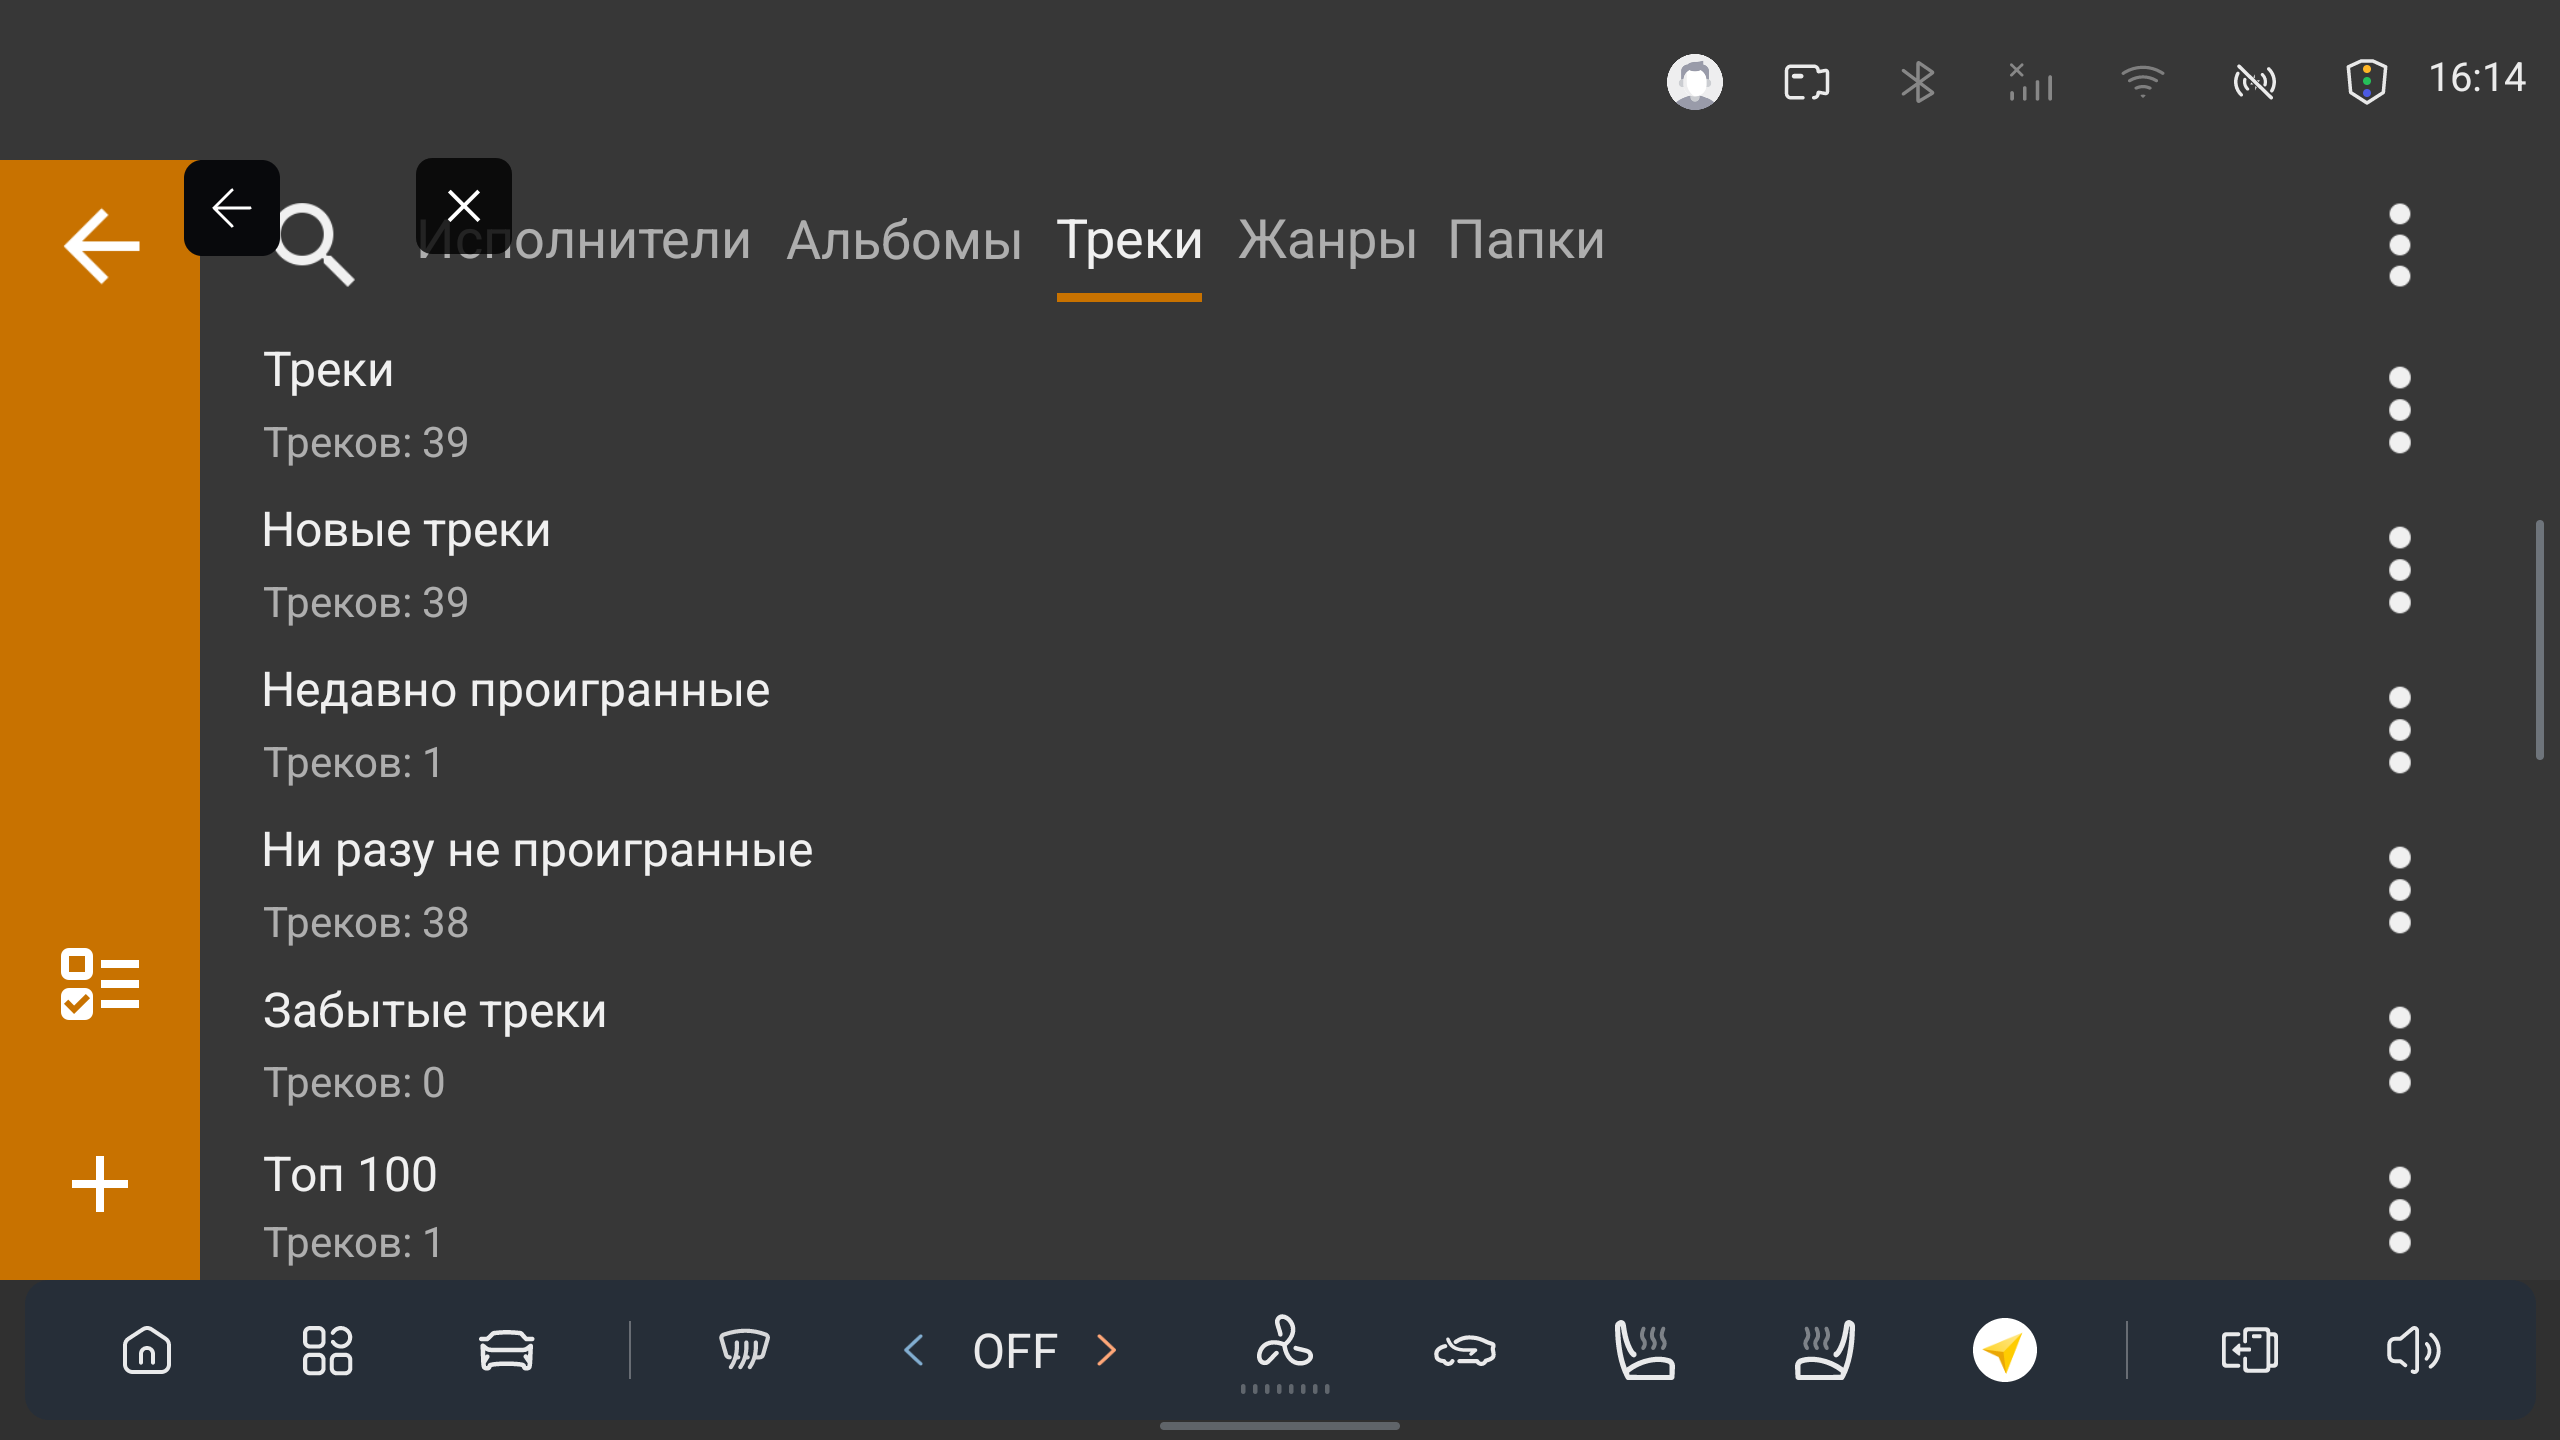 16:14
Исполнители Альбомы Треки Жанры Папки
Треки
Треков: 39
Новые треки
Треков: 39
Недавно проигранные
Треков: 1
Ни разу не проигранные
Треков: 38
Забытые треки
Треков: 0
Топ 100
Треков: 1
OFF